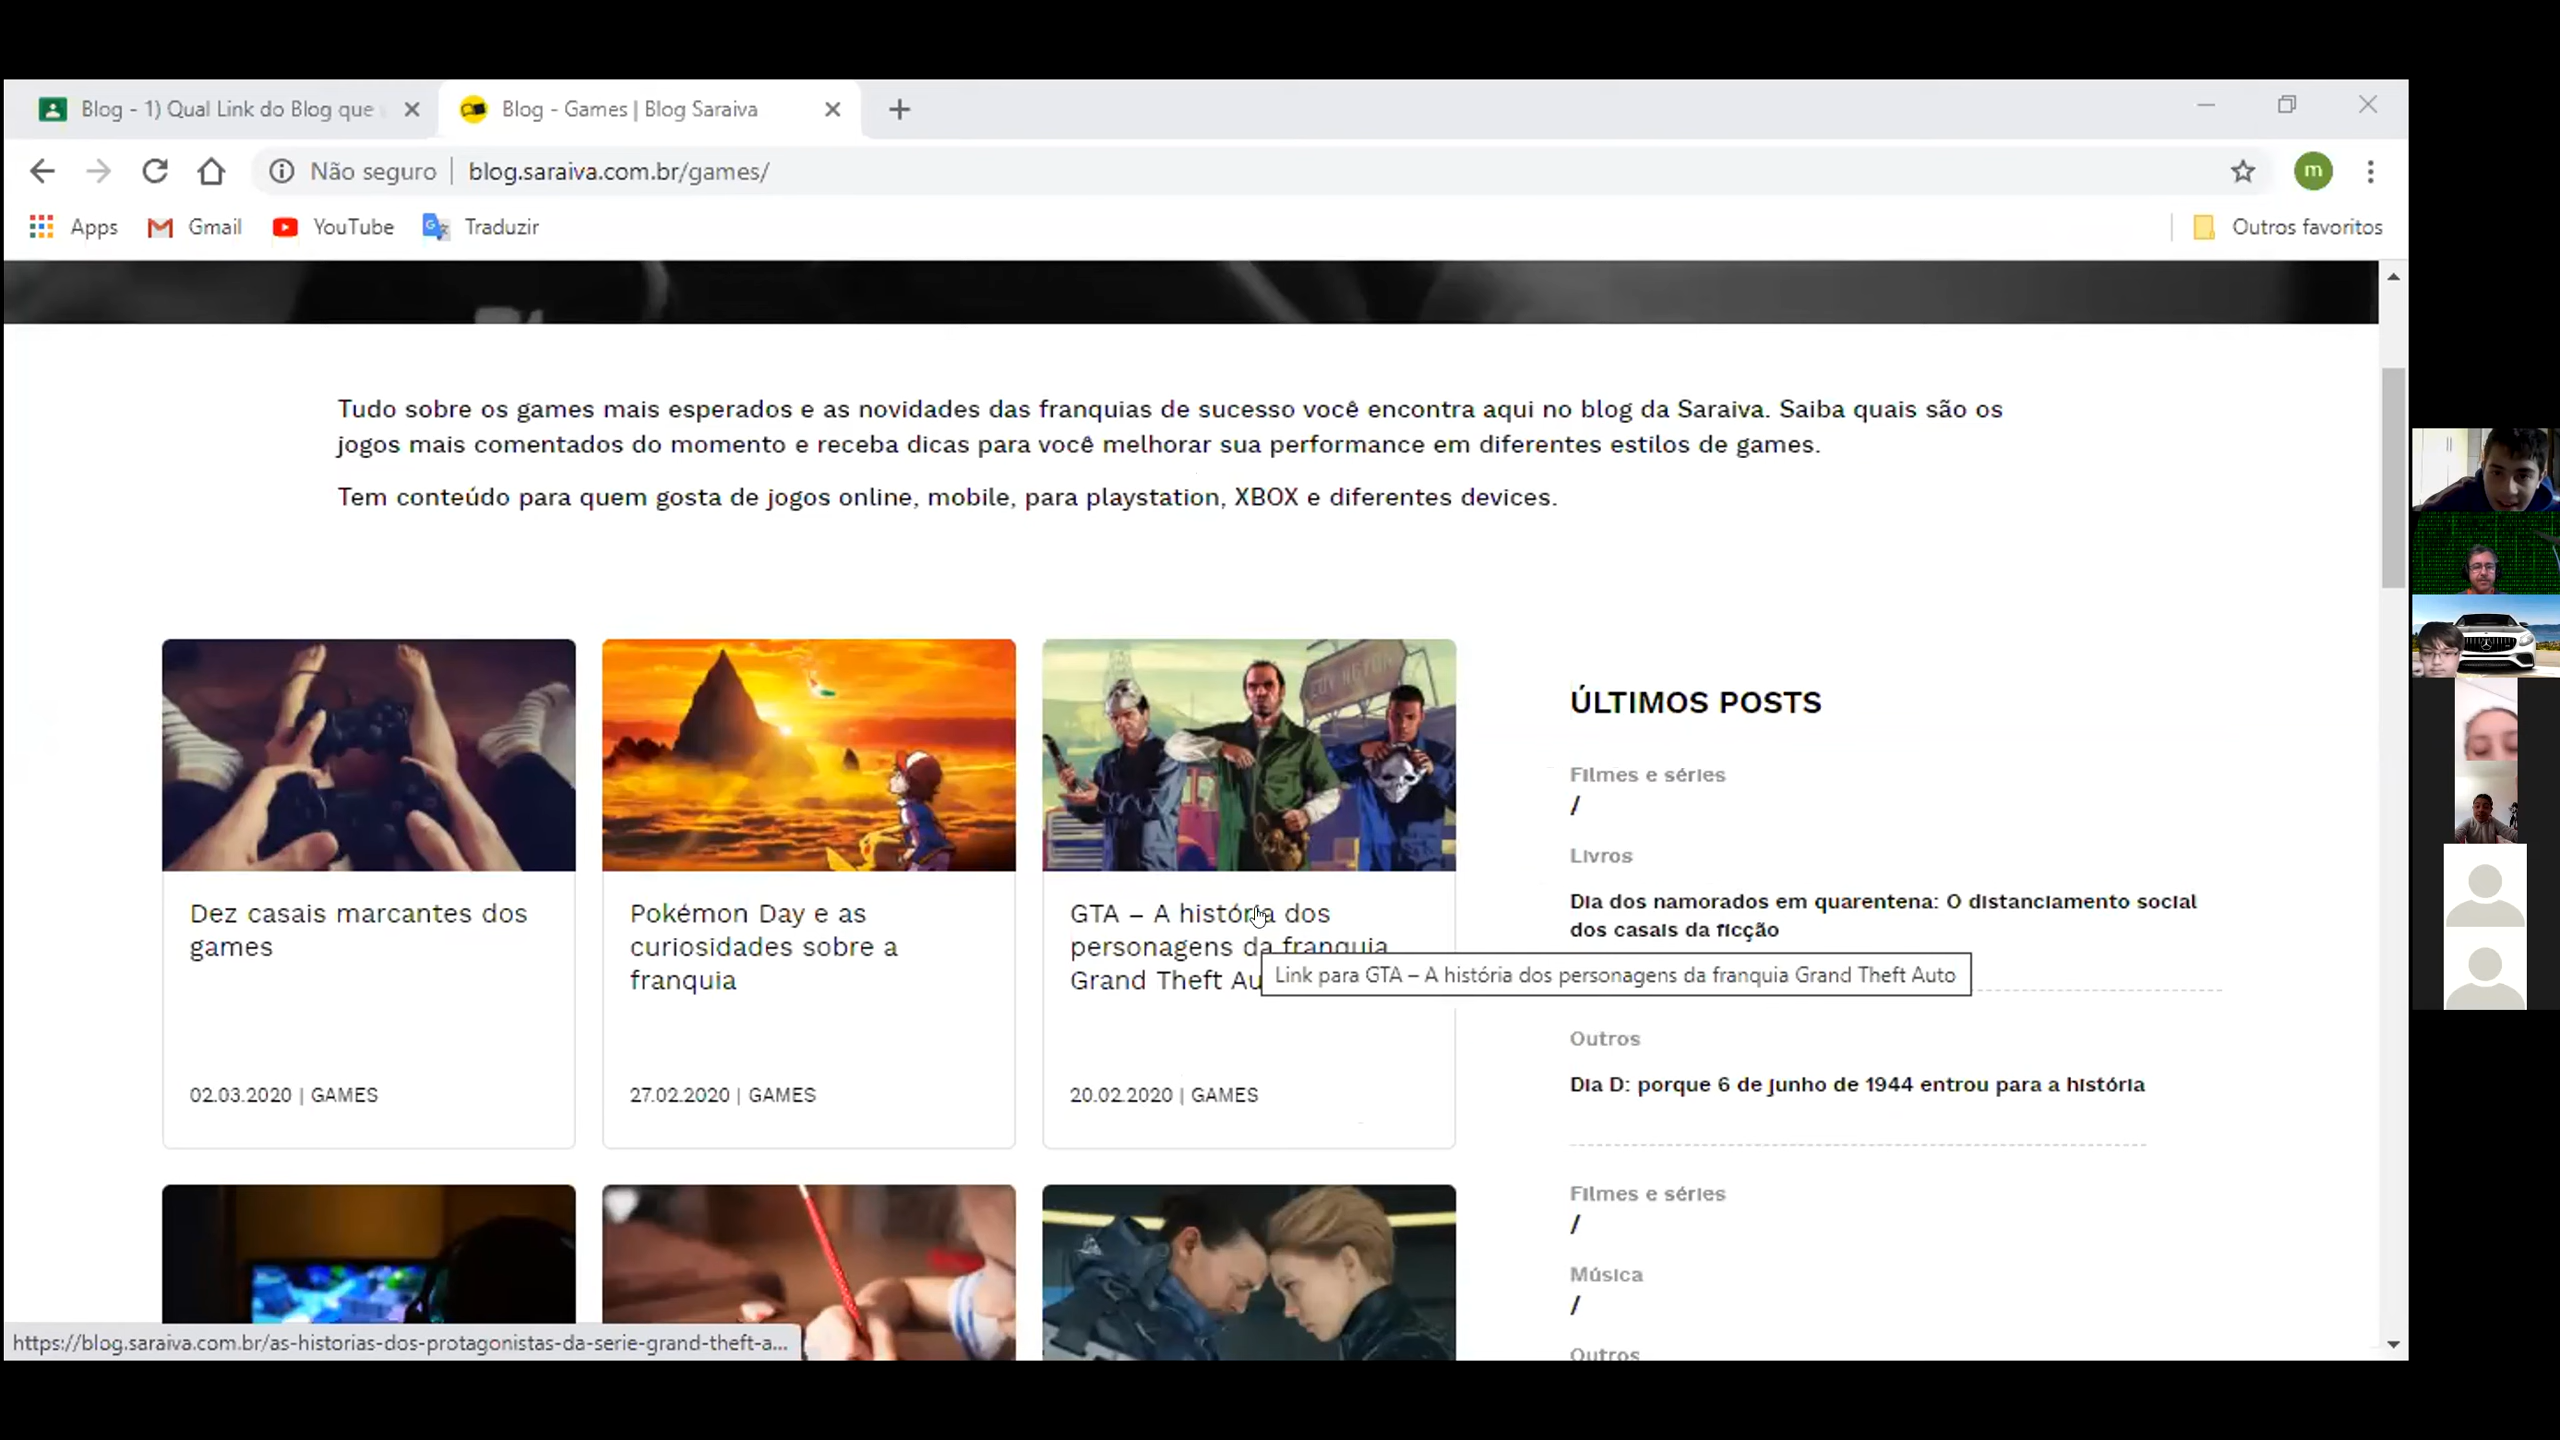 Blog - 1) Qual Link do Blog que
Blog - Games | Blog Saraiva
Não seguro
blog.saraiva.com.br/games/
m
Apps
Gmail
YouTube
Traduzir
Outros favoritos
Tudo sobre os games mais esperados e as novidades das franquias de sucesso você encontra aqui no blog da Saraiva. Saiba quais são os
jogos mais comentados do momento e receba dicas para você melhorar sua performance em diferentes estilos de games.
Tem conteúdo para quem gosta de jogos online, mobile, para playstation, XBOX e diferentes devices.
Dez casais marcantes dos
games
02.03.2020 | GAMES
Pokémon Day e as
curiosidades sobre a
franquia
27.02.2020 | GAMES
GTA – A história dos
personagens da franquia
Grand Theft Au
Link para GTA – A história dos personagens da franquia Grand Theft Auto
20.02.2020 | GAMES
ÚLTIMOS POSTS
Filmes e séries
/
Livros
Dia dos namorados em quarentena: O distanciamento social
dos casais da ficção
Outros
Dia D: porque 6 de junho de 1944 entrou para a história
Filmes e séries
/
Música
/
Outros
https://blog.saraiva.com.br/as-historias-dos-protagonistas-da-serie-grand-theft-a...